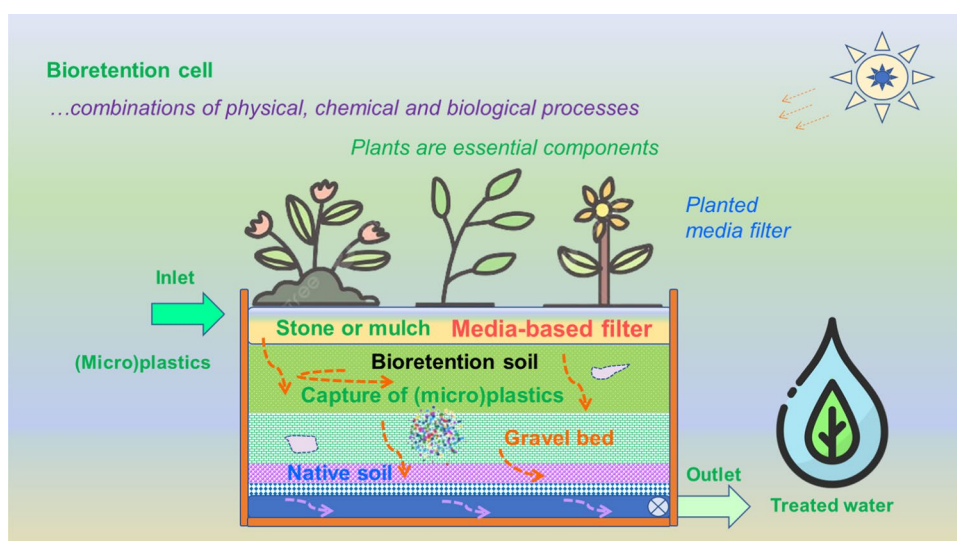 Bioretention cell
…combinations of physical, chemical and biological processes
Plants are essential components
Planted
media filter
Inlet
(Micro)plastics
Stone or mulch
Media-based filter
Bioretention soil
Capture of (micro)plastics
Gravel bed
Native soil
Outlet
Treated water